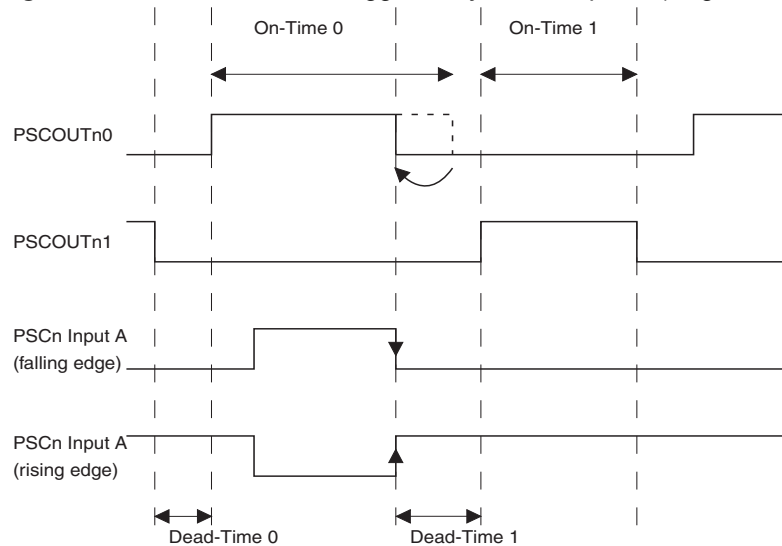 On-Time 0
On-Time 1
PSCOUTn0
PSCOUTn1
PSCn Input A
(falling edge)
PSCn Input A
(rising edge)
Dead-Time 0
Dead-Time 1